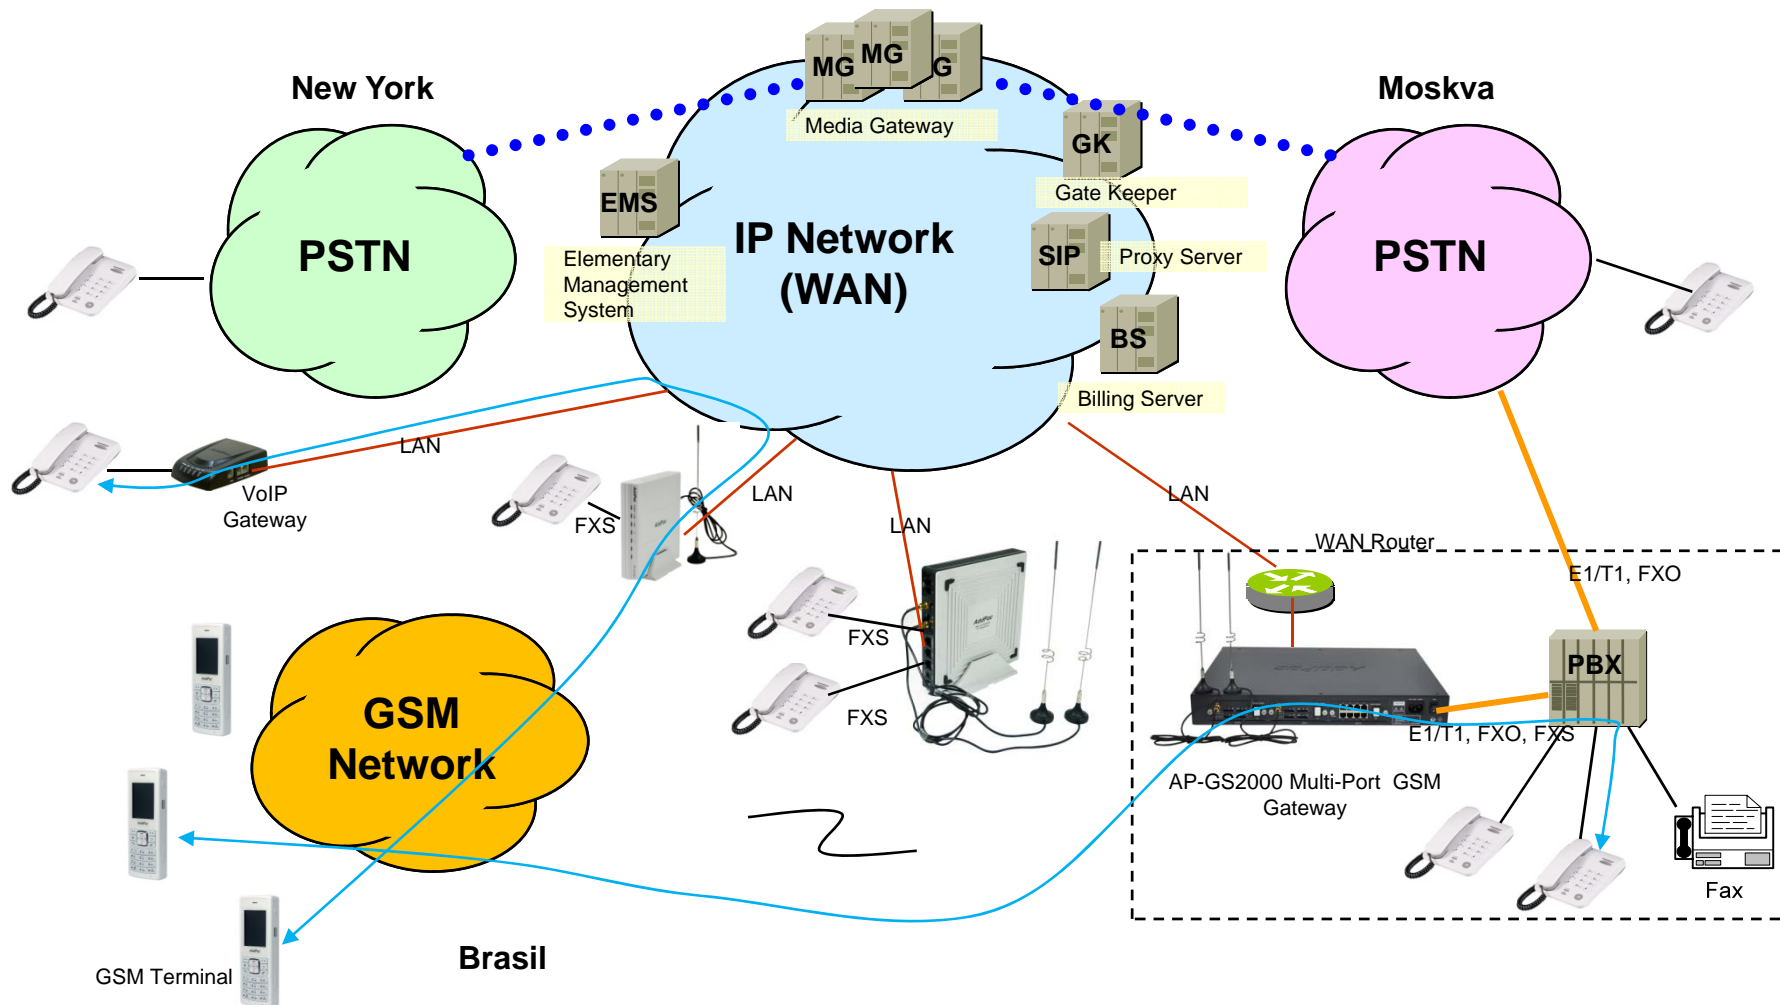 New York
Moskva
MG
MG
G
Media Gateway
GK
Gate Keeper
EMS
Elementary
Management
System
IP Network
(WAN)
SIP
Proxy Server
BS
Billing Server
PSTN
PSTN
LAN
VoIP
Gateway
FXS
LAN
LAN
LAN
WAN Router
E1/T1, FXO
FXS
FXS
AddPac
PBX
E1/T1, FXO, FXS
AP-GS2000 Multi-Port GSM
Gateway
Fax
GSM
Network
Brasil
GSM Terminal